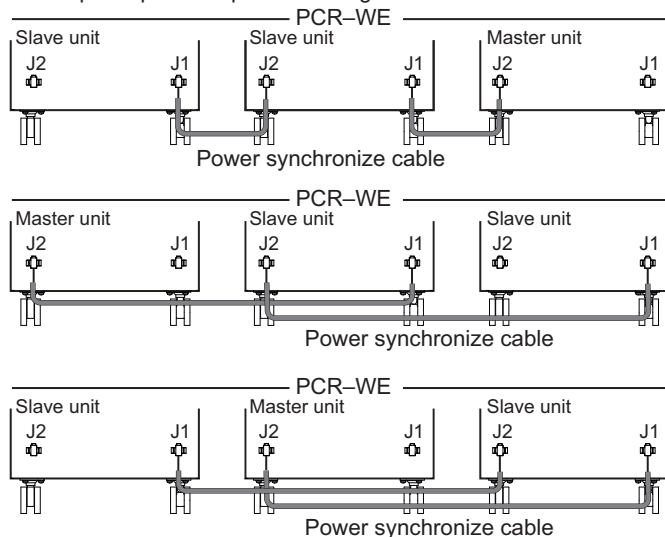 PCR–WE
Slave unit Slave unit Master unit
J2 J1 J2 J1 J2 J1
Power synchronize cable
PCR–WE
Master unit Slave unit Slave unit
J2 J1 J2 J1 J2 J1
Power synchronize cable
PCR–WE
Slave unit Master unit Slave unit
J2 J1 J2 J1 J2 J1
Power synchronize cable